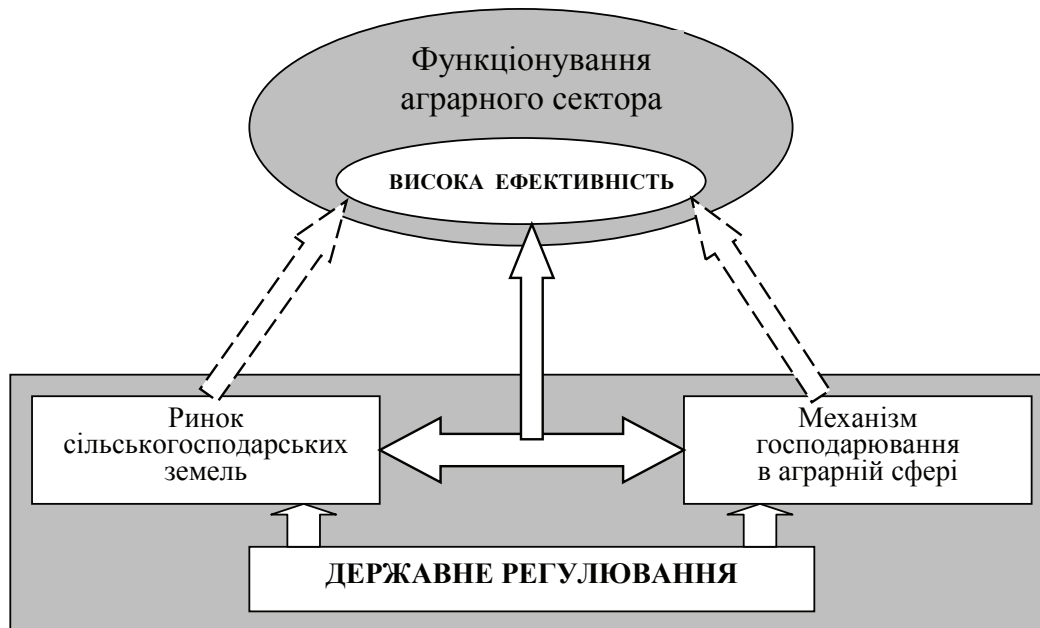 Функціонування
аграрного сектора
ВИСОКА ЕФЕКТИВНІСТЬ
Ринок
сільськогосподарських
земель
Механізм
господарювання
в аграрній сфері
ДЕРЖАВНЕ РЕГУЛЮВАННЯ